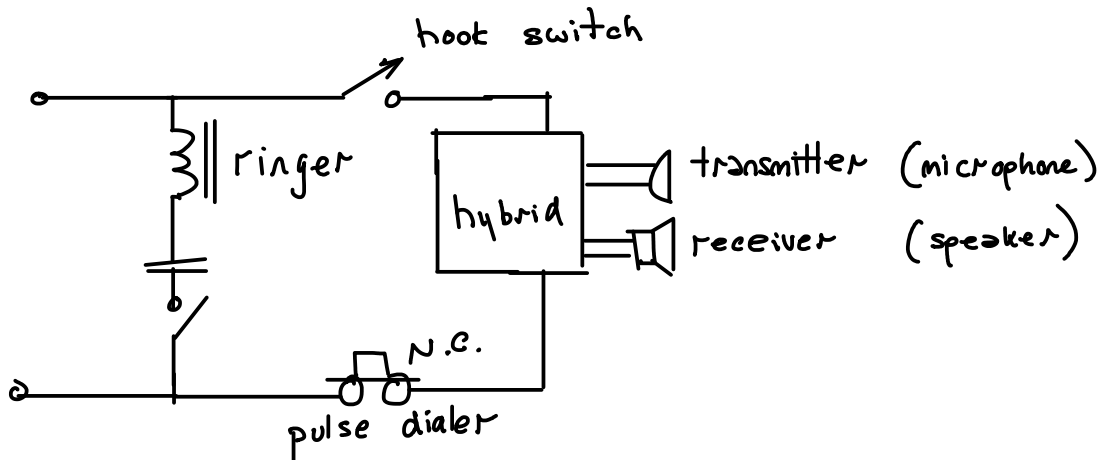 hook switch
ringer
hybrid
transmitter (microphone)
receiver (speaker)
N.C.
pulse dialer